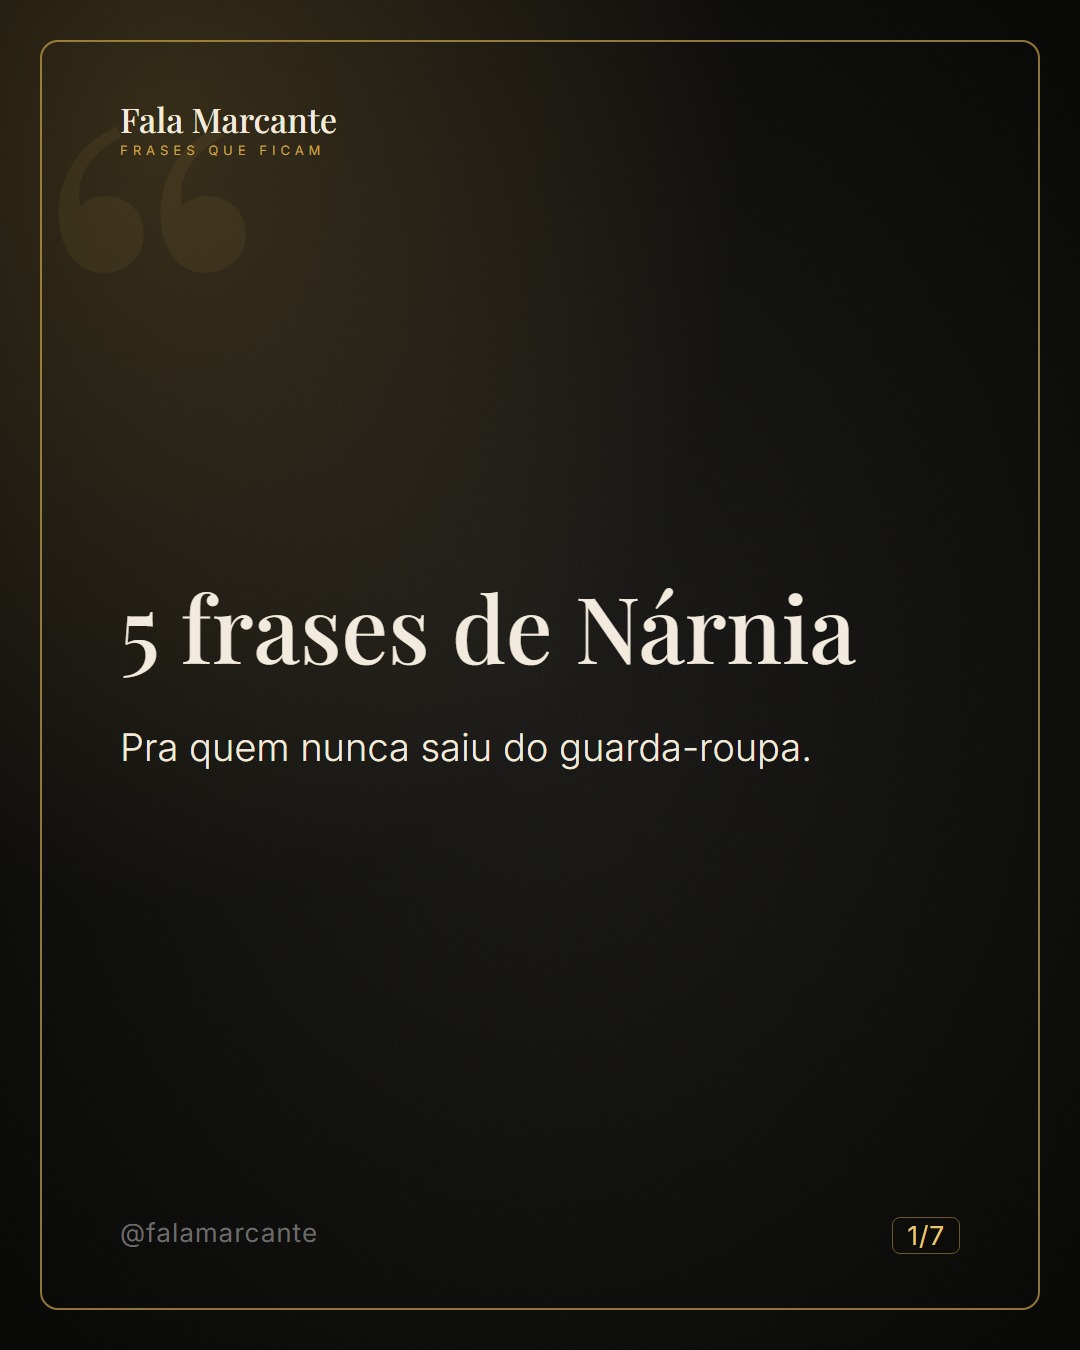 Fala Marcante
FRASES QUE FICAM
5 frases de Nárnia
Pra quem nunca saiu do guarda-roupa.
@falamarcante
1/7